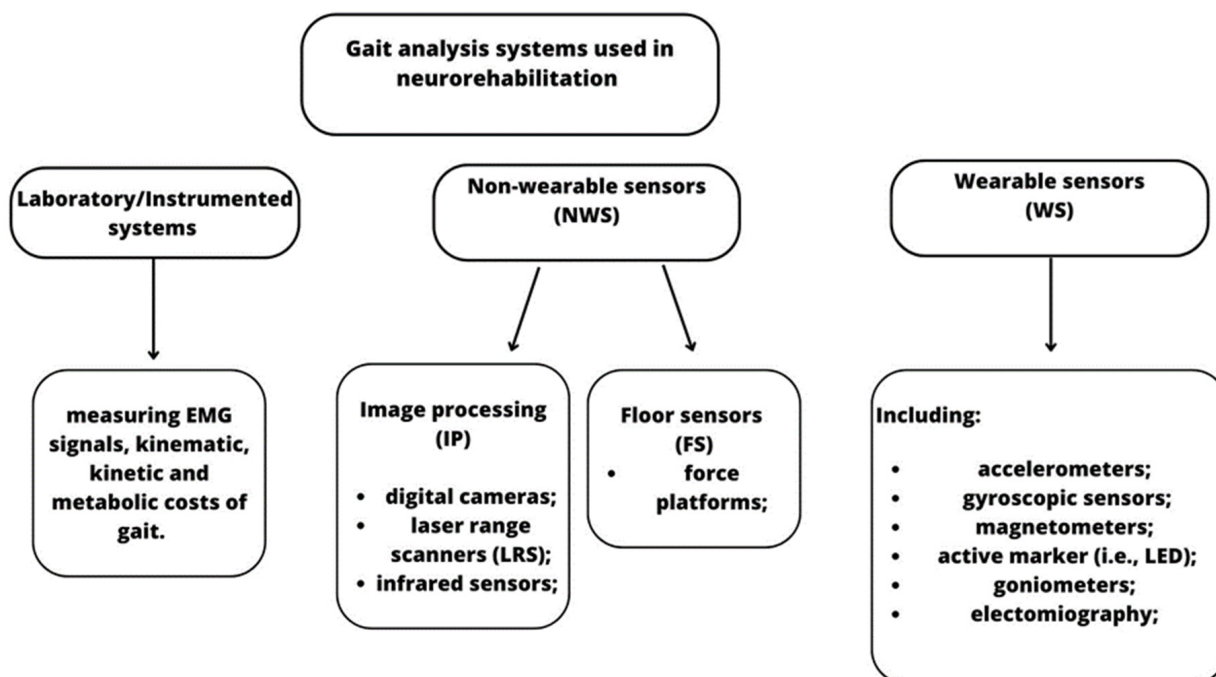 Gait analysis systems used in
neurorehabilitation
Laboratory/Instrumented
systems
Non-wearable sensors
(NWS)
Wearable sensors
(WS)
measuring EMG
signals, kinematic,
kinetic and
metabolic costs of
gait.
Image processing
(IP)
• digital cameras;
• laser range
scanners (LRS);
• infrared sensors;
Floor sensors
(FS)
• force
platforms;
Including:
• accelerometers;
• gyroscopic sensors;
• magnetometers;
• active marker (i.e., LED);
• goniometers;
• electomiography;